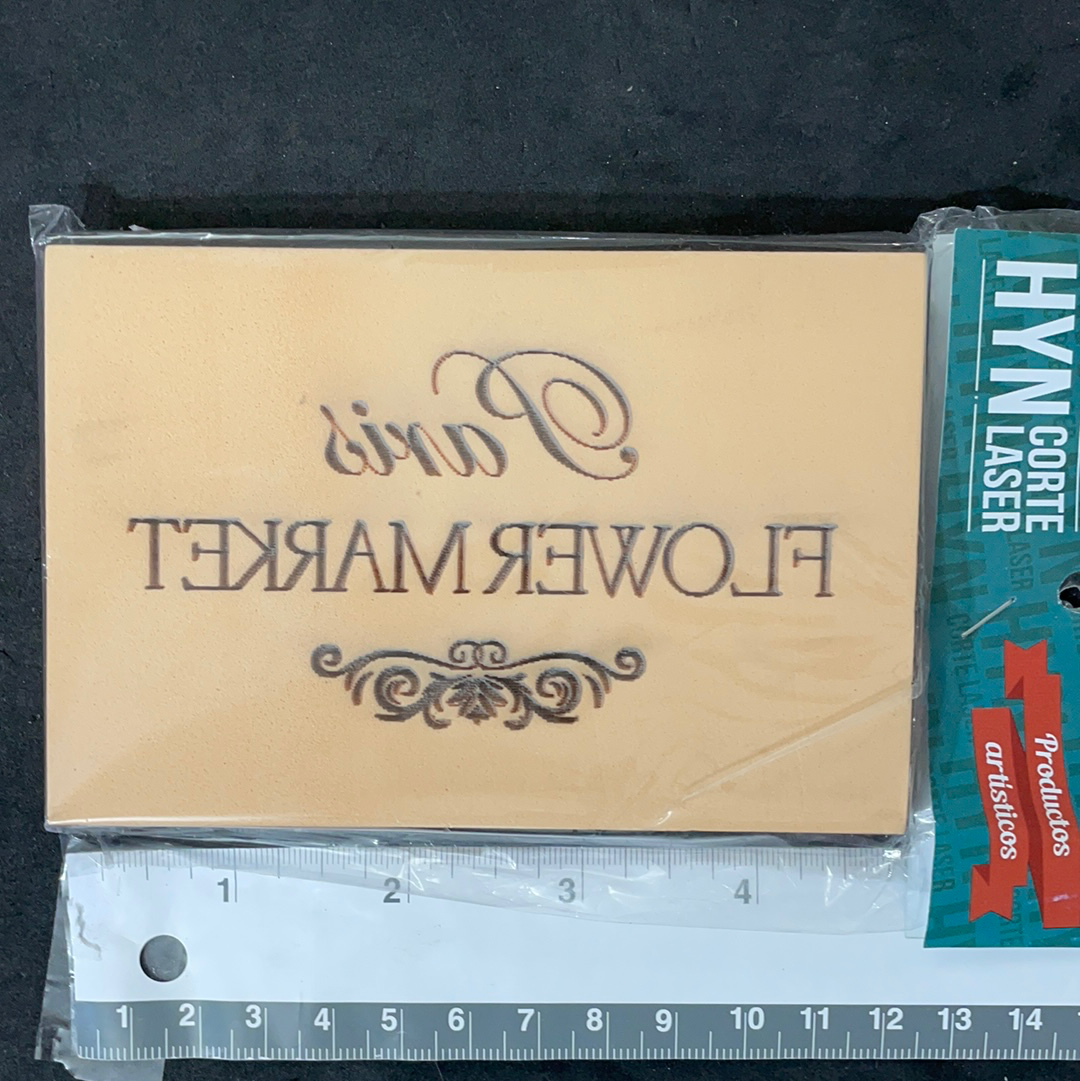 Paris
FLOWER MARKET
HYN CORTE
LASER
Productos
artísticos
1 2 3 4
1 2 3 4 5 6 7 8 9 10 11 12 13 14